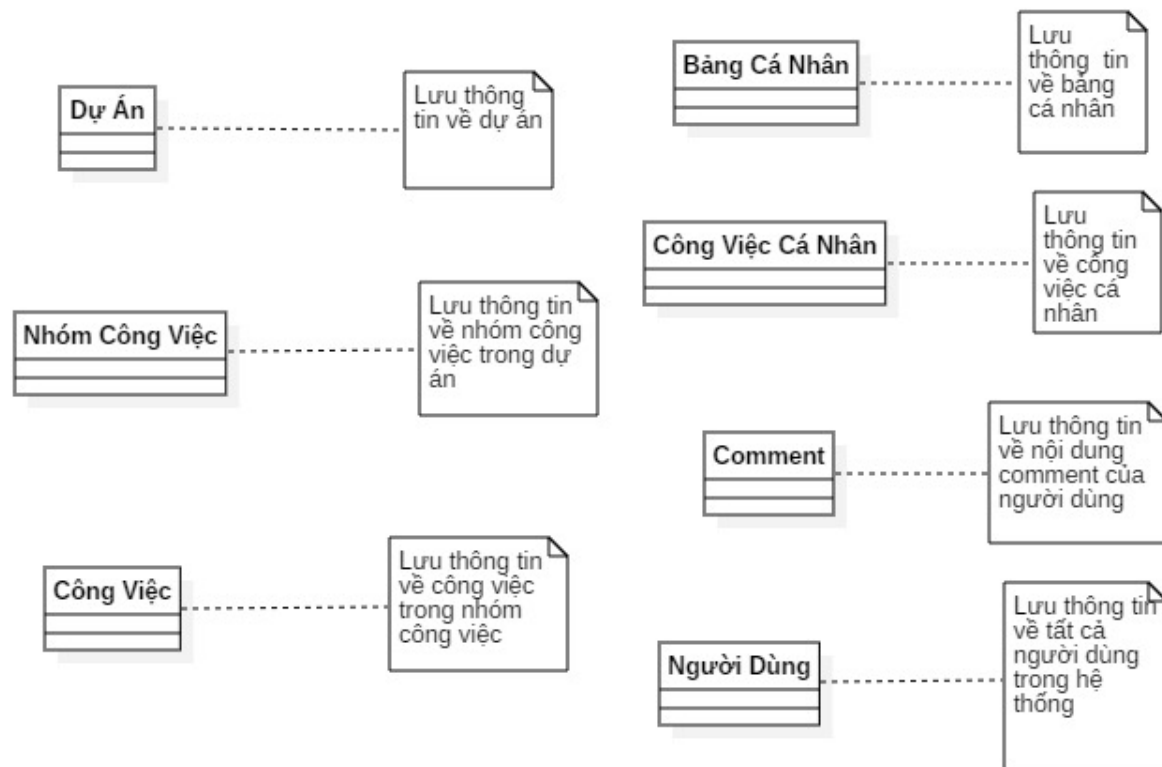 Dự Án
Lưu thông
tin về dự án
Nhóm Công Việc
Lưu thông tin
về nhóm công
việc trong dự
án
Công Việc
Lưu thông tin
về công việc
trong nhóm
công việc
Bảng Cá Nhân
Lưu
thông tin
về bảng
cá nhân
Công Việc Cá Nhân
Lưu
thông tin
về công
việc cá
nhân
Comment
Lưu thông tin
về nội dung
comment của
người dùng
Người Dùng
Lưu thông tin
về tất cả
người dùng
trong hệ
thống